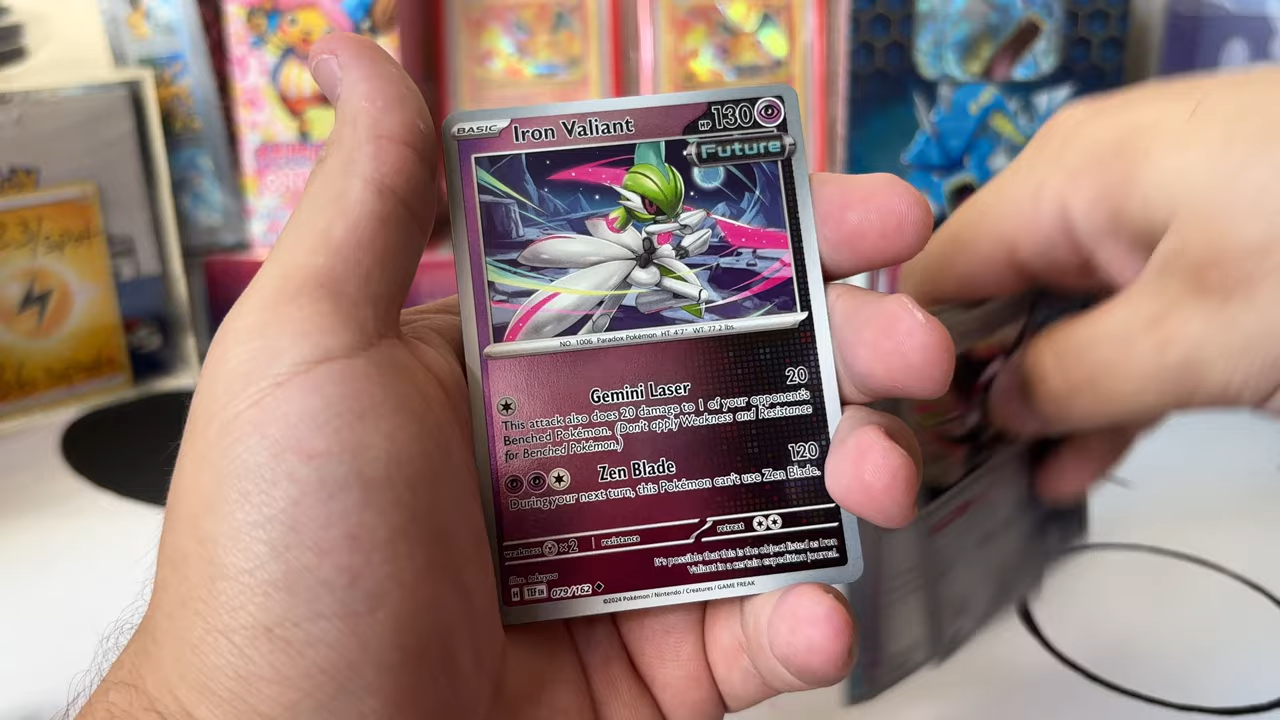 BASIC
Iron Valiant
HP 130
Future
NO. 1006 Paradox Pokémon HT: 4'7" WT: 77.2 lbs.
Gemini Laser 20
This attack also does 20 damage to 1 of your opponent's
Benched Pokémon. (Don't apply Weakness and Resistance
for Benched Pokémon.)
Zen Blade 120
During your next turn, this Pokémon can't use Zen Blade.
weakness ×2 resistance retreat
It's possible that this is the object listed as Iron
Valiant in a certain expedition journal.
Illus. tokuyoa
H TEF EN 079/162
©2024 Pokémon / Nintendo / Creatures / GAME FREAK